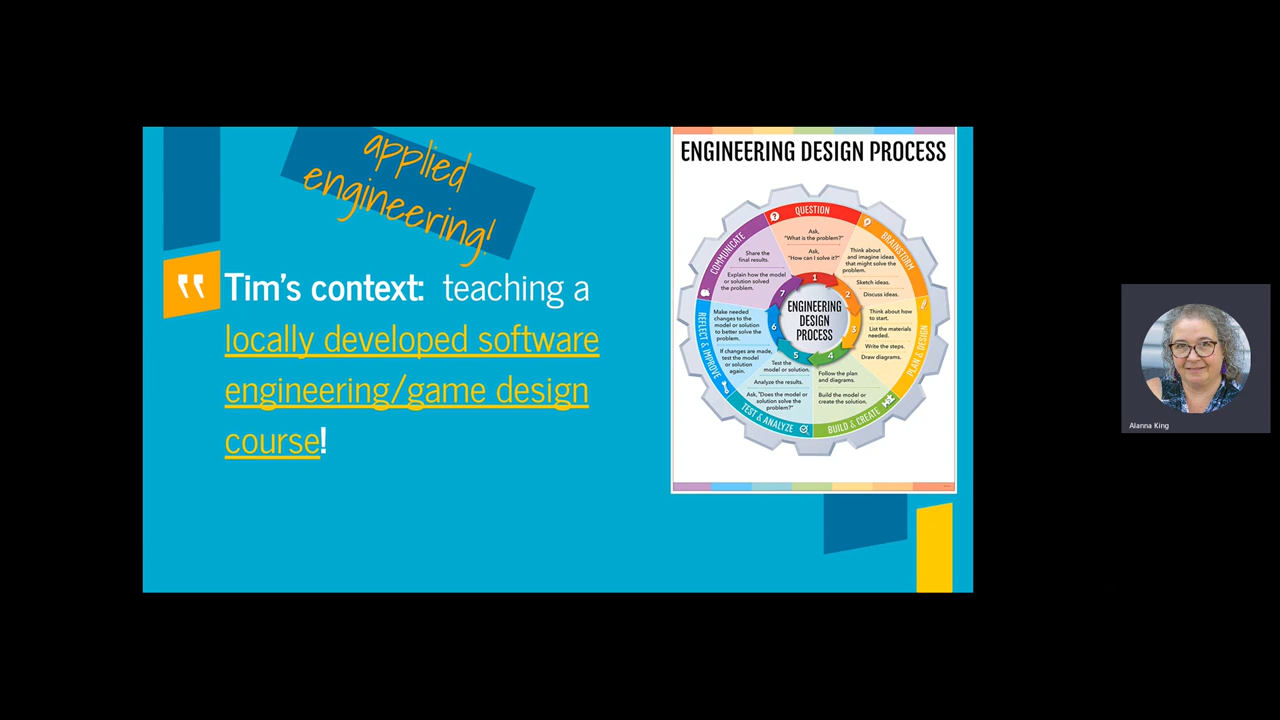 applied
engineering!
Tim's context: teaching a
locally developed software
engineering/game design
course!
ENGINEERING DESIGN PROCESS
ENGINEERING
DESIGN
PROCESS
1
QUESTION
Ask,
"What is the problem?"
Ask,
"How can I solve it?"
2
BRAINSTORM
Think about
and imagine ideas
that might solve the
problem.
Sketch ideas.
Discuss ideas.
3
PLAN & DESIGN
Think about how
to start.
List the materials
needed.
Write the steps.
Draw diagrams.
4
BUILD & CREATE
Follow the plan
and diagrams.
Build the model or
create the solution.
5
TEST & ANALYZE
Test the
model or solution.
Analyze the results.
Ask, "Does the model or
solution solve the
problem?"
6
REFLECT & IMPROVE
Make needed
changes to the
model or solution
to better solve the
problem.
If changes are made,
test the model
or solution
again.
7
COMMUNICATE
Share the
final results.
Explain how the model
or solution solved
the problem.
Alanna King